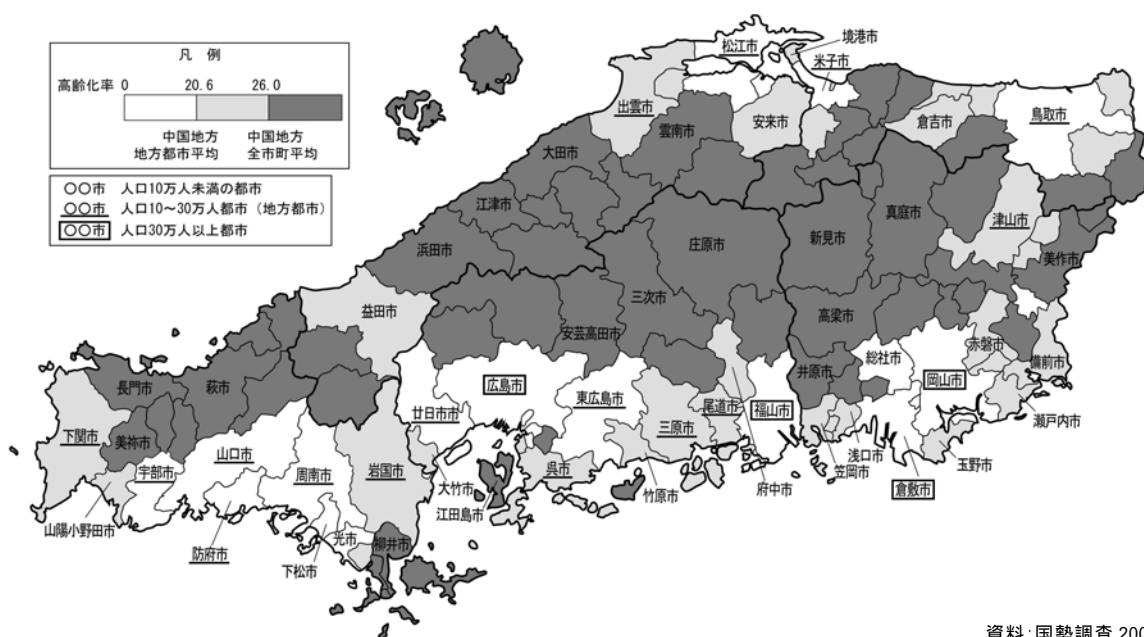 凡 例
高齢化率 0 20.6 26.0
中国地方 中国地方
地方都市平均 全市町平均
○○市 人口10万人未満の都市
○○市 人口10～30万人都市（地方都市）
○○市 人口30万人以上都市
松江市
境港市
米子市
出雲市
安来市
倉吉市
鳥取市
雲南市
大田市
江津市
浜田市
庄原市
新見市
真庭市
津山市
美作市
益田市
三次市
安芸高田市
高梁市
総社市
赤磐市
備前市
井原市
岡山市
長門市
萩市
広島市
廿日市市
東広島市
尾道市
福山市
瀬戸内市
下関市
美祢市
山口市
宇部市
周南市
岩国市
三原市
呉市
浅口市
笠岡市
玉野市
倉敷市
大竹市
江田島市
竹原市
府中市
山陽小野田市
防府市
下松市
光市
柳井市
資料：国勢調査 200